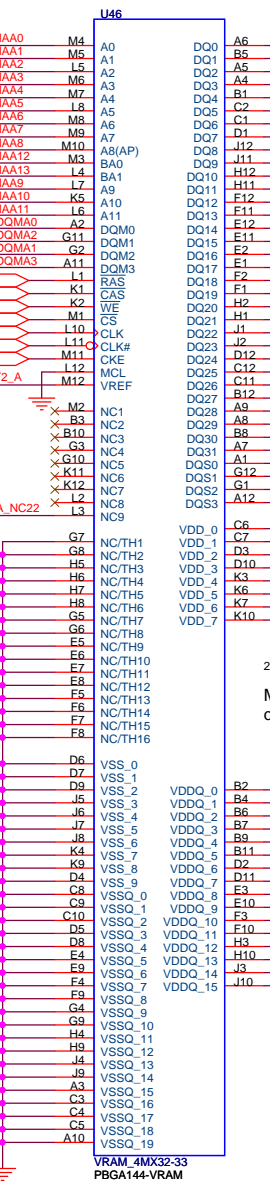 U46
MAA0 M4 A0 DQ0 A6
MAA1 M5 A1 DQ1 B5
MAA2 L5 A2 DQ2 A5
MAA3 M6 A3 DQ3 A4
MAA4 M7 A4 DQ4 B1
MAA5 L8 A5 DQ5 C2
MAA6 M8 A6 DQ6 C1
MAA7 M9 A7 DQ7 D1
MAA8 M10 A8(AP) DQ8 J12
MAA12 M3 BA0 DQ9 J11
MAA13 L4 BA1 DQ10 H12
MAA9 L7 A9 DQ11 H11
MAA10 K5 A10 DQ12 F12
MAA11 L6 A11 DQ13 F11
DQMA0 A2 DQM0 DQ14 E12
DQMA2 G11 DQM1 DQ15 E11
DQMA1 G2 DQM2 DQ16 E2
DQMA3 A11 DQM3 DQ17 E1
L1 RAS DQ18 F2
K1 CAS DQ19 F1
K2 WE DQ20 H2
M1 CS DQ21 H1
L10 CLK DQ22 J1
L11 CLK# DQ23 J2
M11 CKE DQ24 D12
L12 MCL DQ25 C12
2_A M12 VREF DQ26 C11
DQ27 B12
M2 NC1 DQ28 A9
B3 NC2 DQ29 A8
B10 NC3 DQ30 B8
G3 NC4 DQ31 A7
G10 NC5 DQS0 A1
K11 NC6 DQS1 G12
K12 NC7 DQS2 G1
L2 NC8 DQS3 A12
A_NC22 L3 NC9
VDD_0 C6
G7 NC/TH1 VDD_1 C7
G8 NC/TH2 VDD_2 D3
H5 NC/TH3 VDD_3 D10
H6 NC/TH4 VDD_4 K3
H7 NC/TH5 VDD_5 K6
H8 NC/TH6 VDD_6 K7
G5 NC/TH7 VDD_7 K10
G6 NC/TH8
E5 NC/TH9
E6 NC/TH10
E7 NC/TH11
E8 NC/TH12
F5 NC/TH13
F6 NC/TH14
F7 NC/TH15
F8 NC/TH16
D6 VSS_0
D7 VSS_1
D9 VSS_2 VDDQ_0 B2
J5 VSS_3 VDDQ_1 B4
J6 VSS_4 VDDQ_2 B6
J7 VSS_5 VDDQ_3 B7
J8 VSS_6 VDDQ_4 B9
K4 VSS_7 VDDQ_5 B11
K9 VSS_8 VDDQ_6 D2
D4 VSS_9 VDDQ_7 D11
C8 VSSQ_0 VDDQ_8 E3
C9 VSSQ_1 VDDQ_9 E10
C10 VSSQ_2 VDDQ_10 F3
D5 VSSQ_3 VDDQ_11 F10
D8 VSSQ_4 VDDQ_12 H3
E4 VSSQ_5 VDDQ_13 H10
E9 VSSQ_6 VDDQ_14 J3
F4 VSSQ_7 VDDQ_15 J10
F9 VSSQ_8
G4 VSSQ_9
G9 VSSQ_10
H4 VSSQ_11
H9 VSSQ_12
J4 VSSQ_13
J9 VSSQ_14
A3 VSSQ_15
C3 VSSQ_16
C4 VSSQ_17
C5 VSSQ_18
A10 VSSQ_19
VRAM_4MX32-33
PBGA144-VRAM